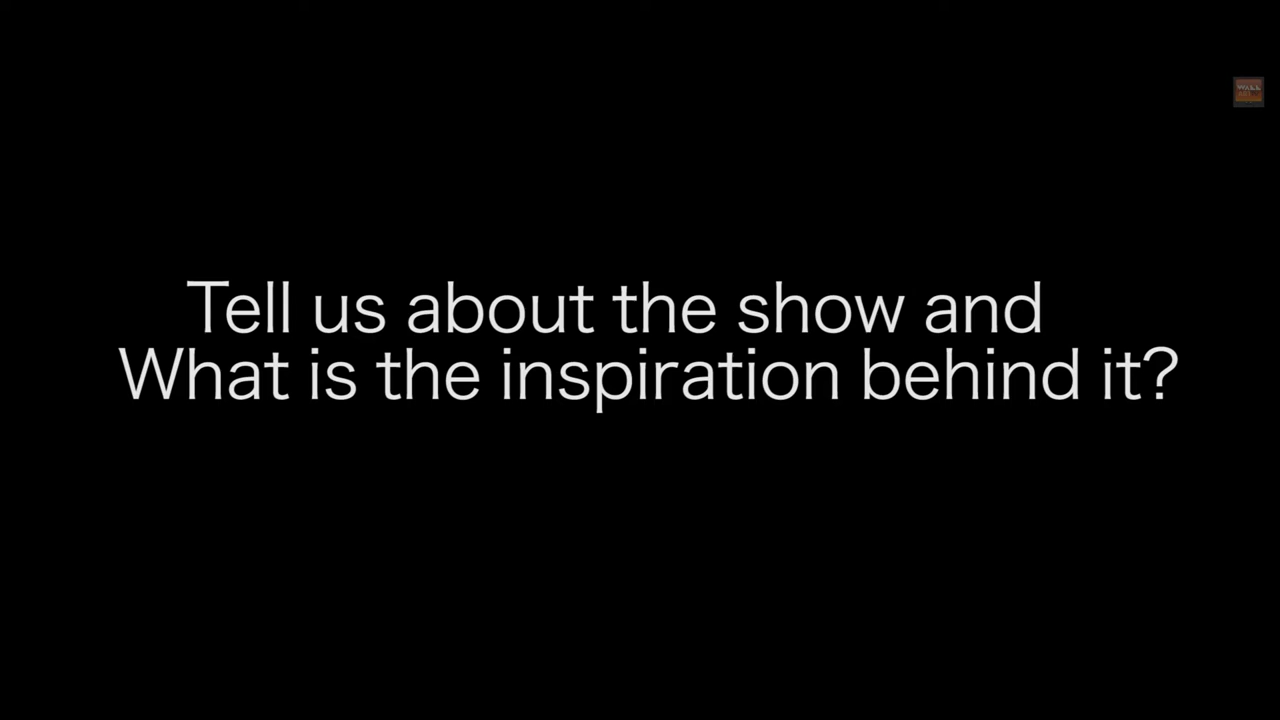 Tell us about the show and
What is the inspiration behind it?